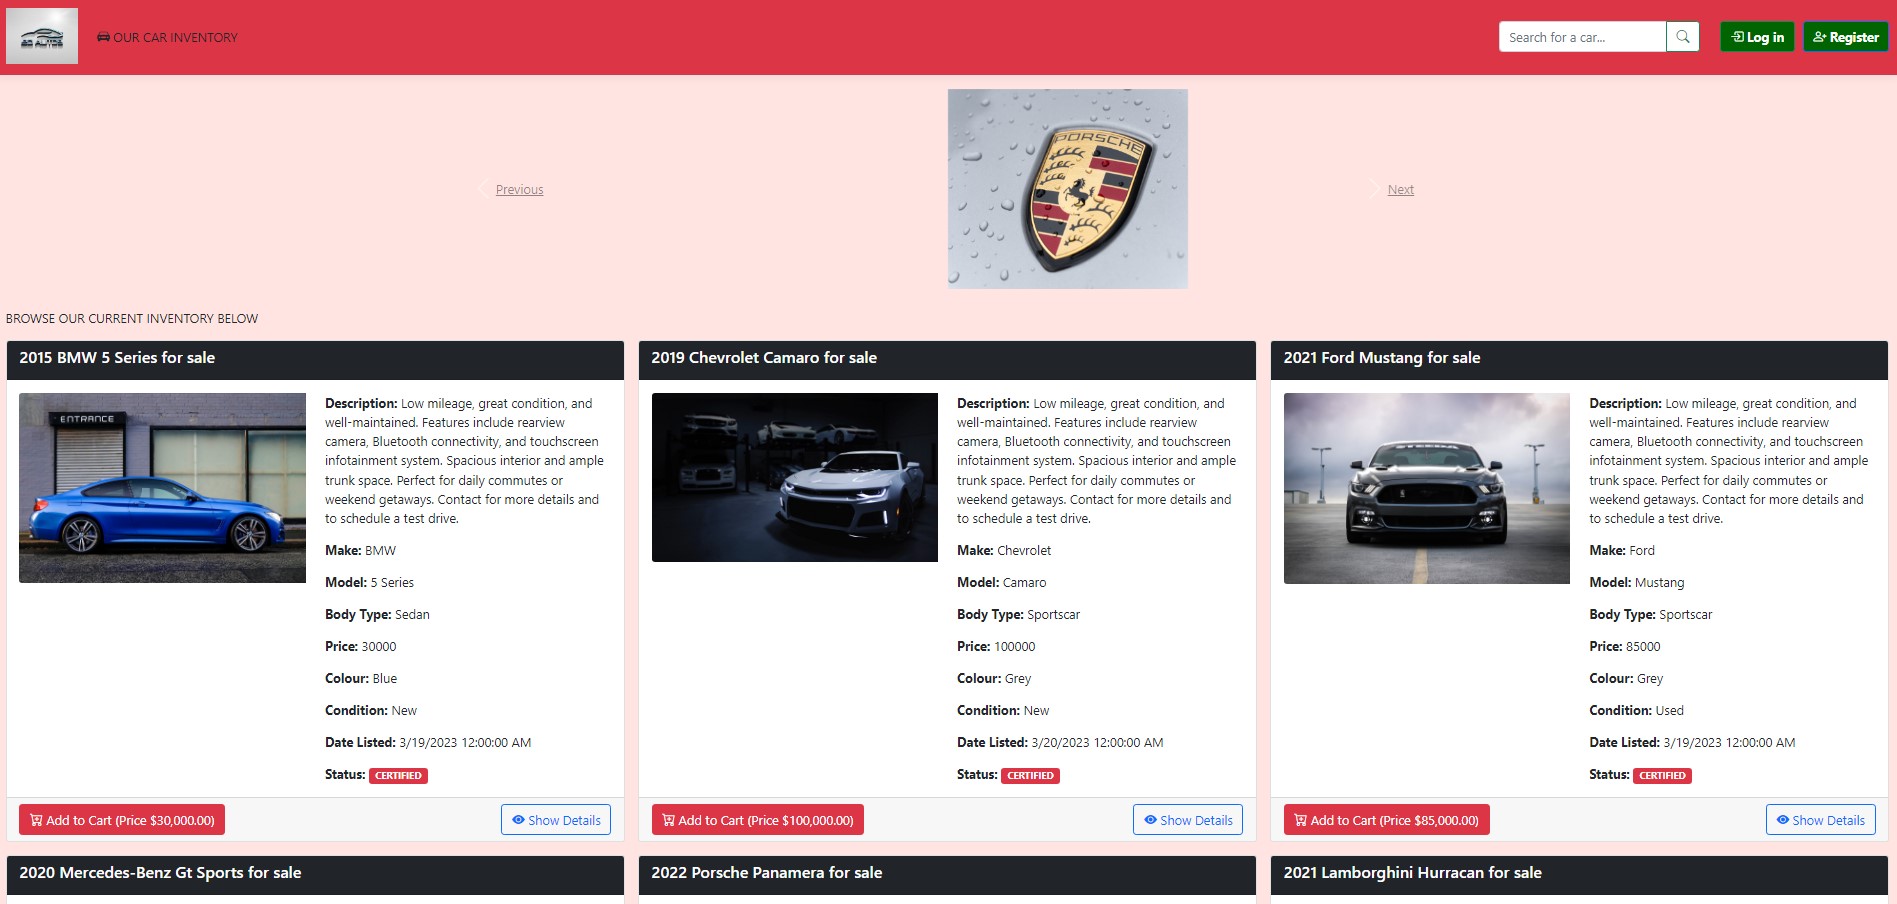 OUR CAR INVENTORY
Search for a car...
Log in
Register
PORSCHE
Previous
Next
BROWSE OUR CURRENT INVENTORY BELOW
2015 BMW 5 Series for sale
ENTRANCE
Description: Low mileage, great condition, and
well-maintained. Features include rearview
camera, Bluetooth connectivity, and touchscreen
infotainment system. Spacious interior and ample
trunk space. Perfect for daily commutes or
weekend getaways. Contact for more details and
to schedule a test drive.
Make: BMW
Model: 5 Series
Body Type: Sedan
Price: 30000
Colour: Blue
Condition: New
Date Listed: 3/19/2023 12:00:00 AM
Status: CERTIFIED
Add to Cart (Price $30,000.00)
Show Details
2019 Chevrolet Camaro for sale
Description: Low mileage, great condition, and
well-maintained. Features include rearview
camera, Bluetooth connectivity, and touchscreen
infotainment system. Spacious interior and ample
trunk space. Perfect for daily commutes or
weekend getaways. Contact for more details and
to schedule a test drive.
Make: Chevrolet
Model: Camaro
Body Type: Sportscar
Price: 100000
Colour: Grey
Condition: New
Date Listed: 3/20/2023 12:00:00 AM
Status: CERTIFIED
Add to Cart (Price $100,000.00)
Show Details
2021 Ford Mustang for sale
Description: Low mileage, great condition, and
well-maintained. Features include rearview
camera, Bluetooth connectivity, and touchscreen
infotainment system. Spacious interior and ample
trunk space. Perfect for daily commutes or
weekend getaways. Contact for more details and
to schedule a test drive.
Make: Ford
Model: Mustang
Body Type: Sportscar
Price: 85000
Colour: Grey
Condition: Used
Date Listed: 3/19/2023 12:00:00 AM
Status: CERTIFIED
Add to Cart (Price $85,000.00)
Show Details
2020 Mercedes-Benz Gt Sports for sale
2022 Porsche Panamera for sale
2021 Lamborghini Hurracan for sale